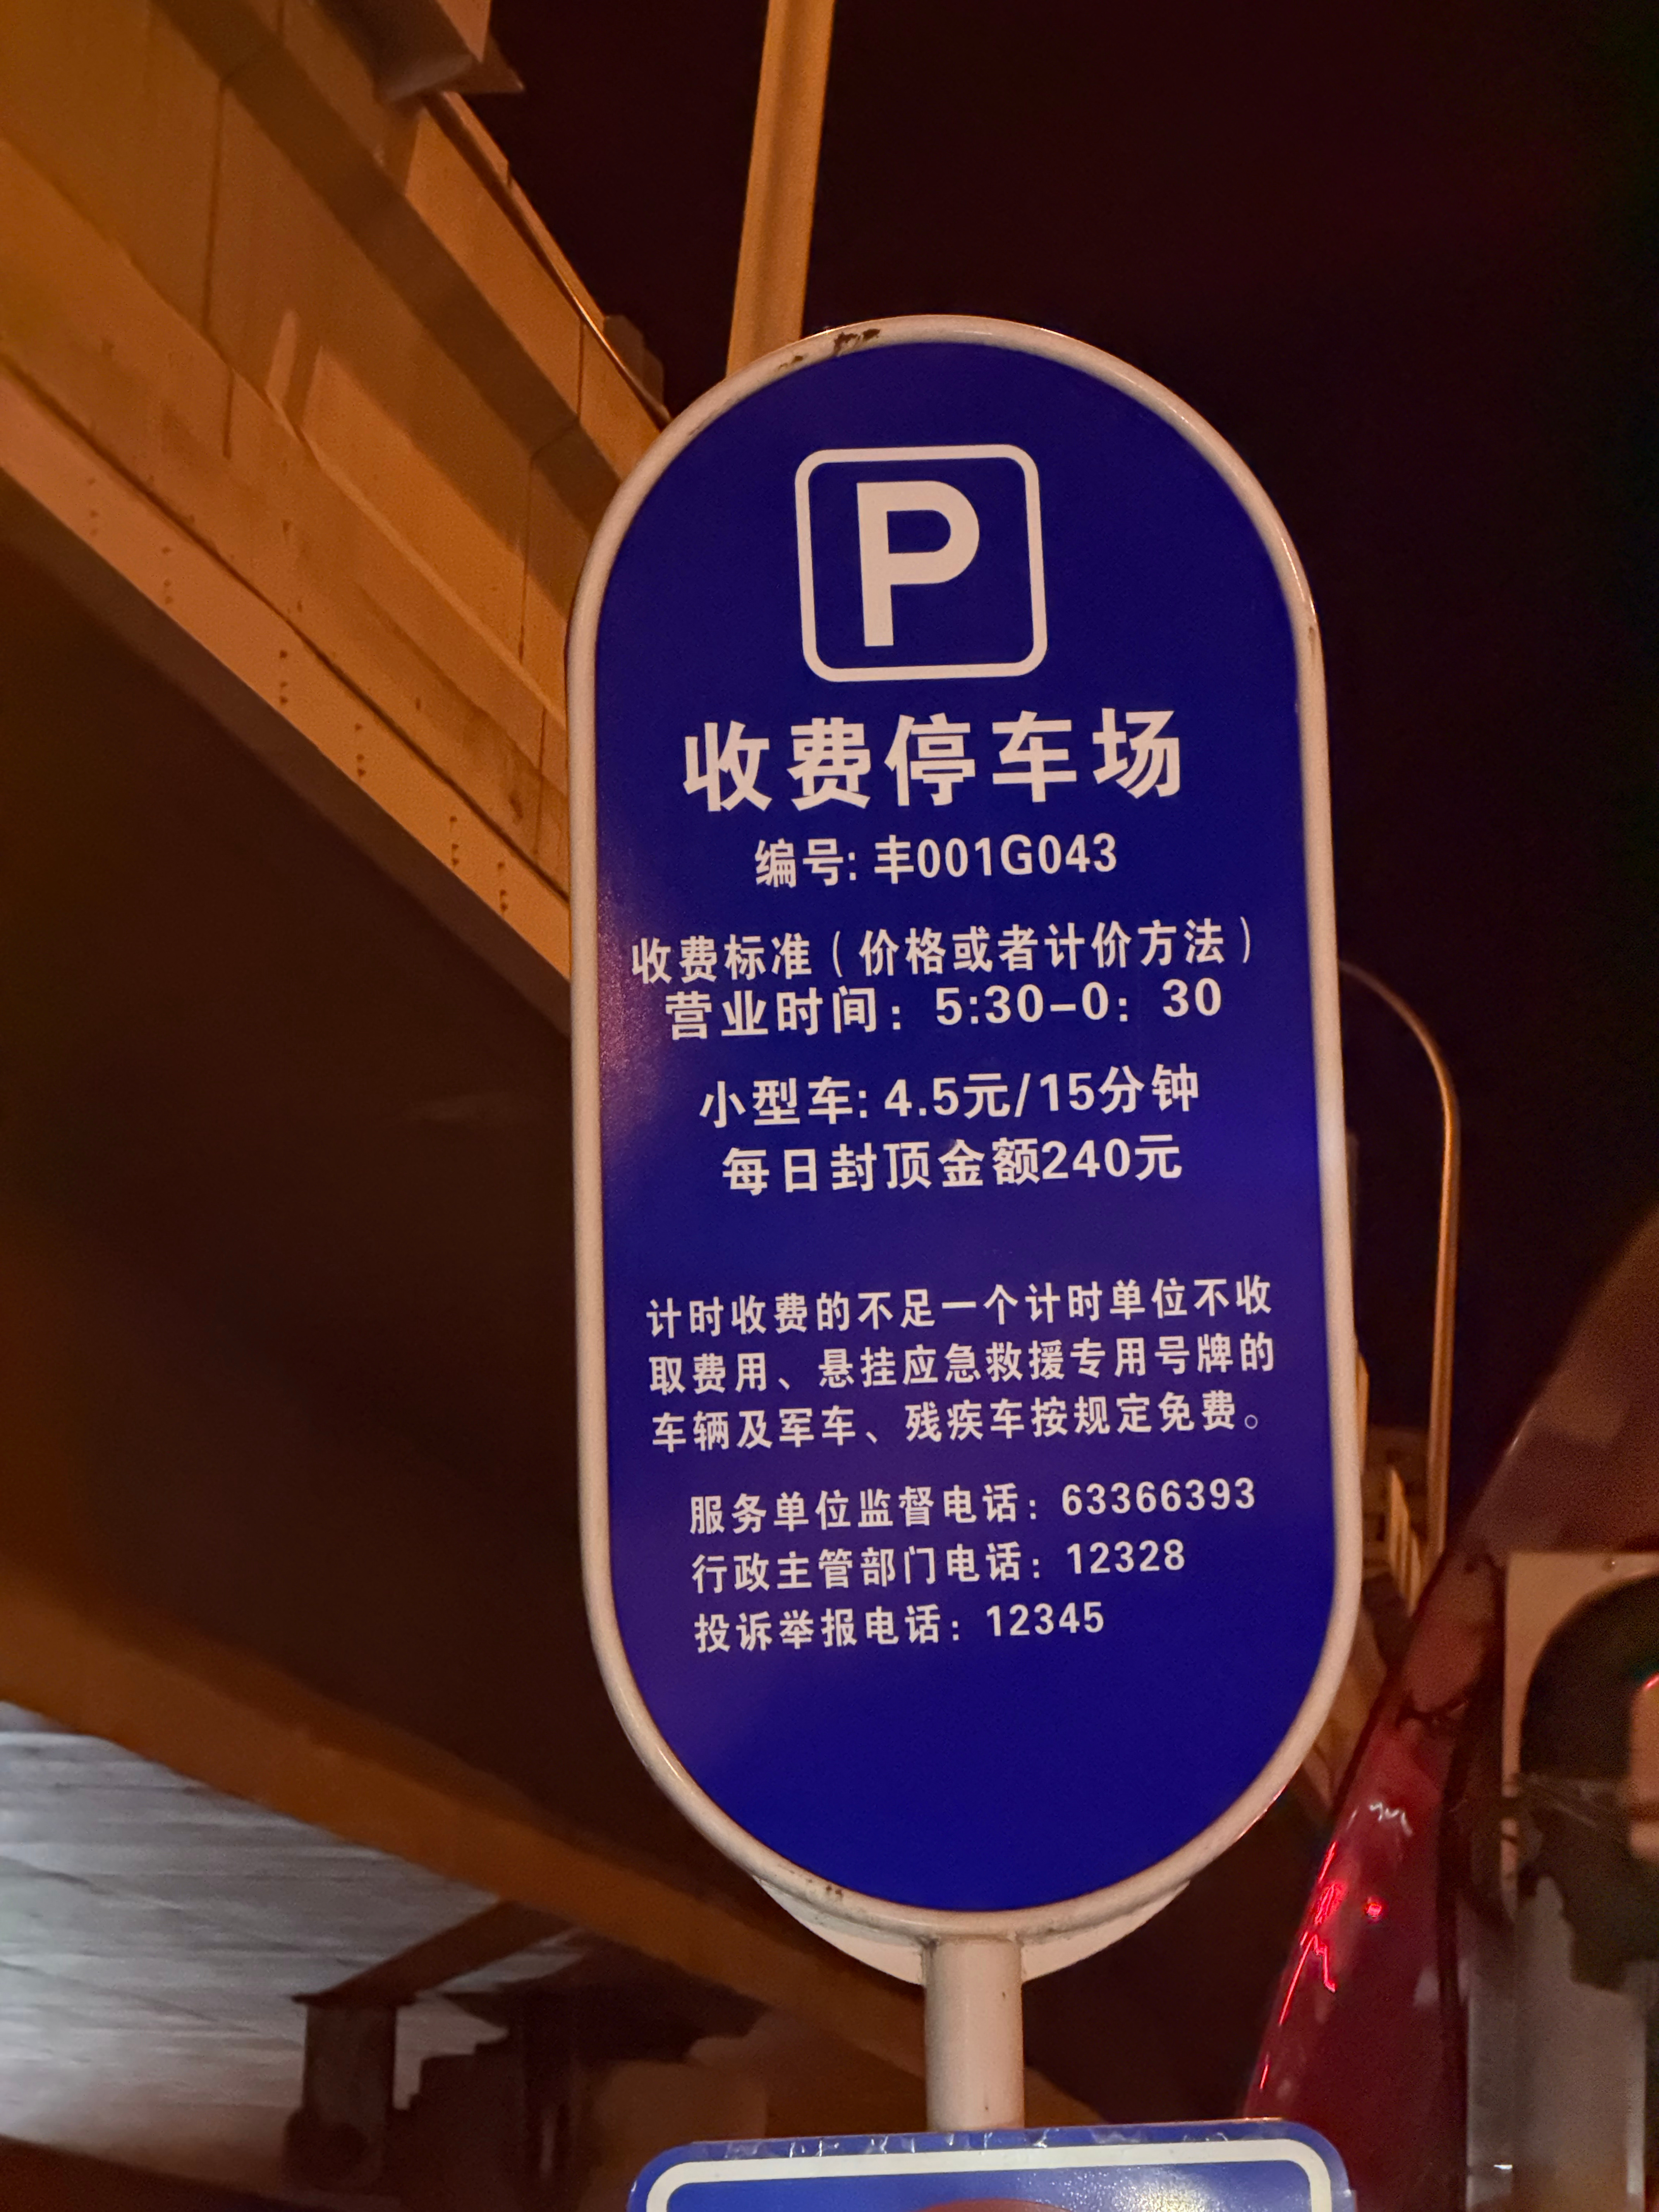 P
收费停车场
编号: 丰001G043
收费标准（价格或者计价方法）
营业时间：5:30-0：30
小型车: 4.5元/15分钟
每日封顶金额240元
计时收费的不足一个计时单位不收
取费用、悬挂应急救援专用号牌的
车辆及军车、残疾车按规定免费。
服务单位监督电话：63366393
行政主管部门电话：12328
投诉举报电话：12345